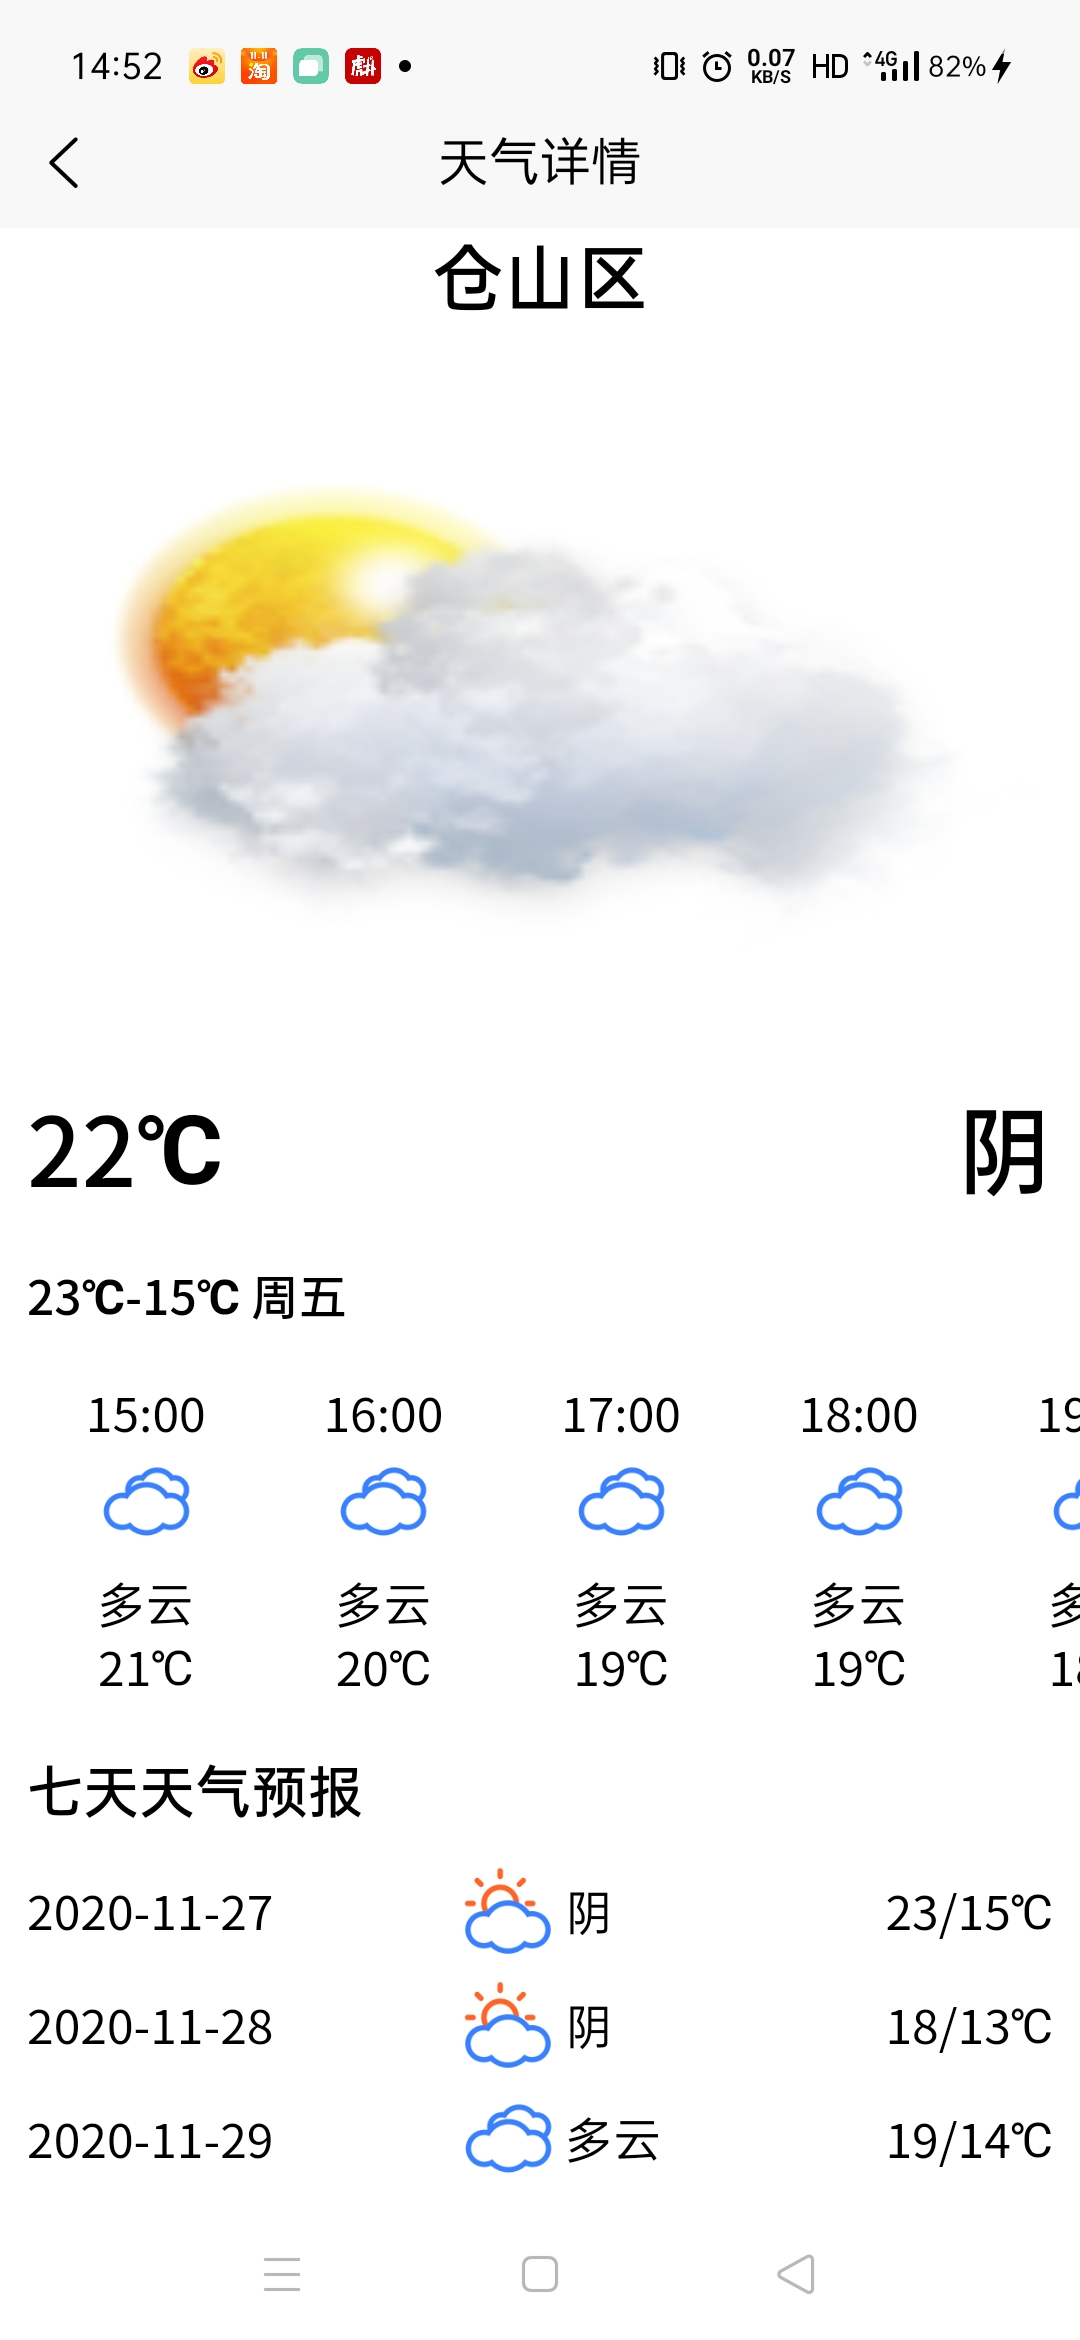 14:52 11·11 淘 0.07 KB/S HD 4G 82%
天气详情
仓山区
22℃ 阴
23℃-15℃ 周五
15:00 16:00 17:00 18:00 19
多云 多云 多云 多云 多
21℃ 20℃ 19℃ 19℃ 18
七天天气预报
2020-11-27 阴 23/15℃
2020-11-28 阴 18/13℃
2020-11-29 多云 19/14℃